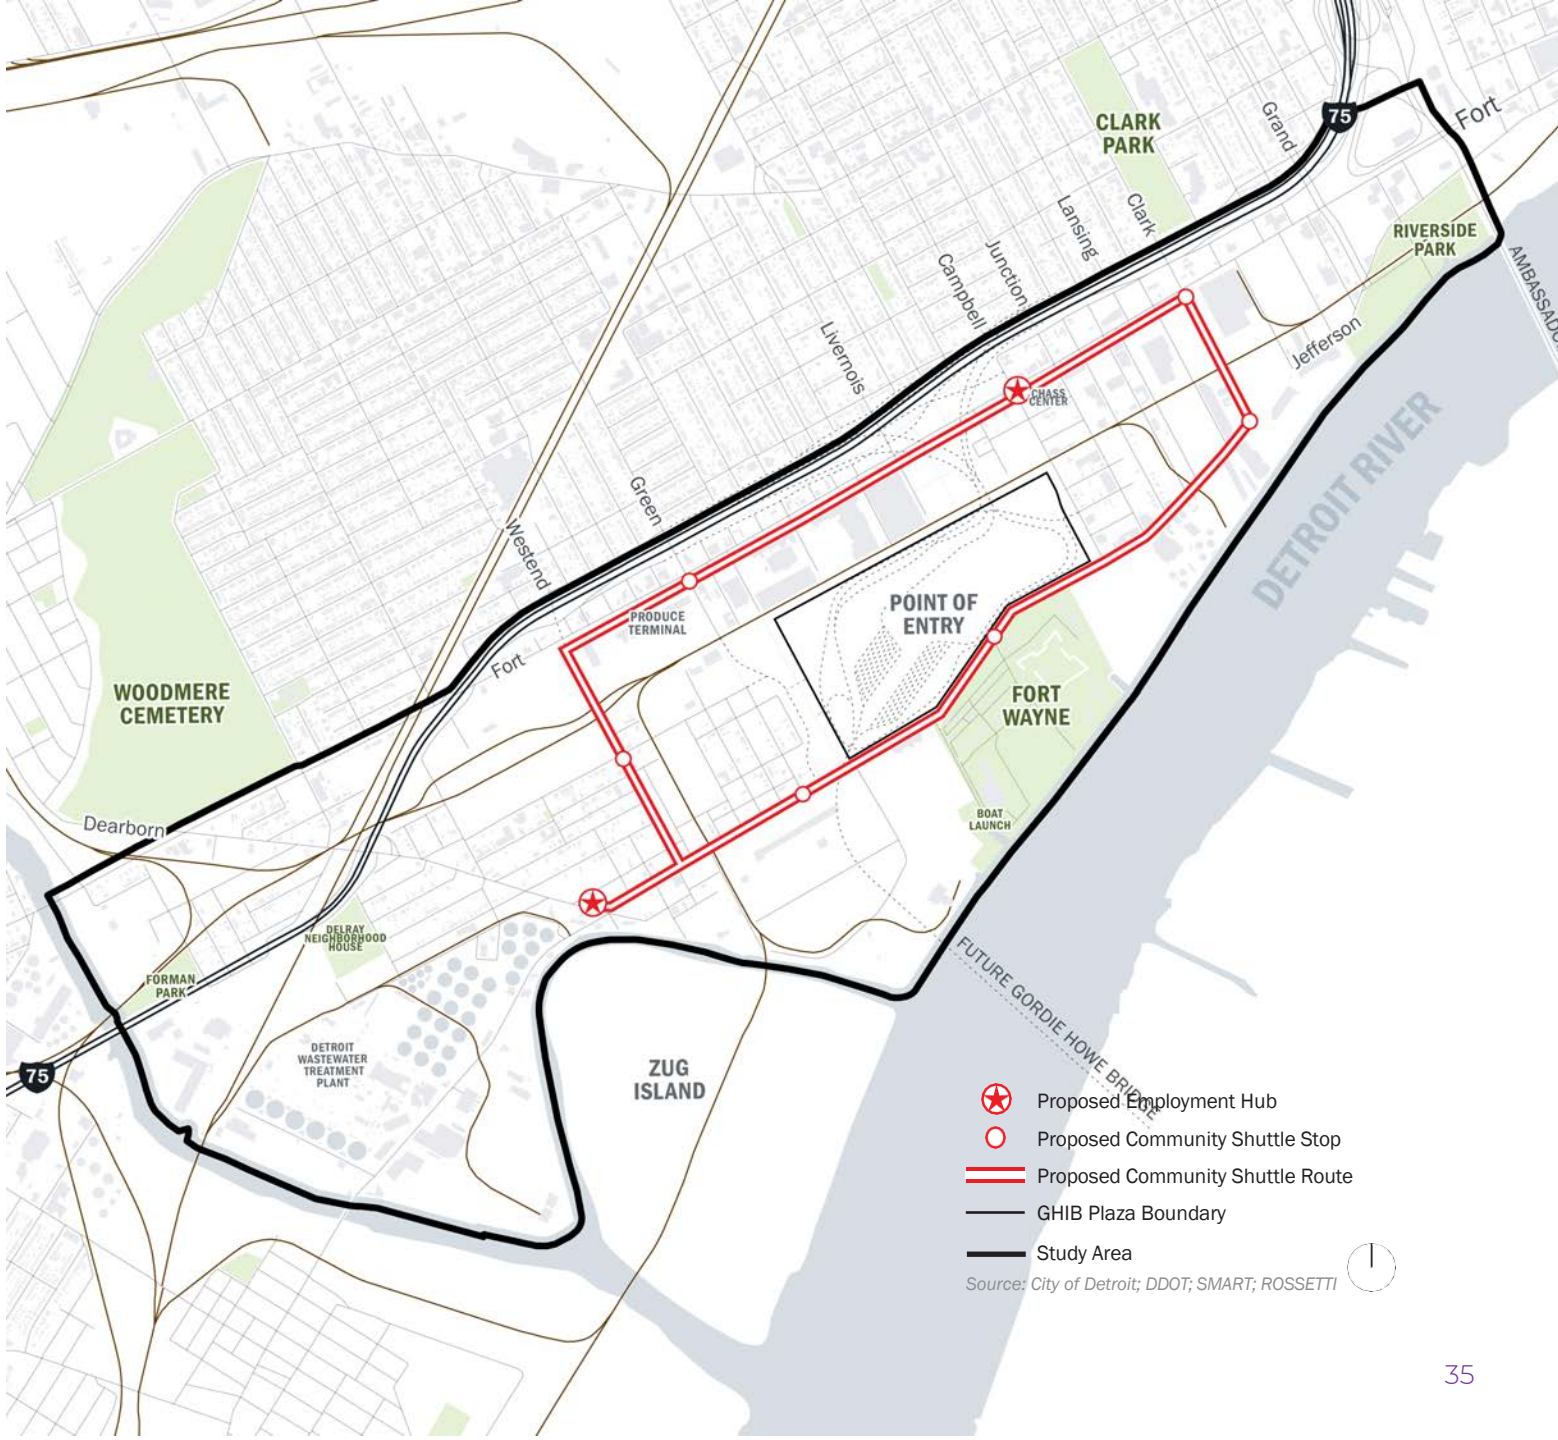 75
Fort
CLARK
PARK
Grand
Clark
Lansing
Junction
Campbell
Livernois
RIVERSIDE
PARK
Jefferson
CHASS
CENTER
DETROIT RIVER
Green
Westend
PRODUCE
TERMINAL
Fort
POINT OF
ENTRY
FORT
WAYNE
WOODMERE
CEMETERY
BOAT
LAUNCH
Dearborn
DELRAY
NEIGHBORHOOD
HOUSE
FORMAN
PARK
FUTURE GORDIE HOWE BRIDGE
DETROIT
WASTEWATER
TREATMENT
PLANT
ZUG
ISLAND
75
Proposed Employment Hub
Proposed Community Shuttle Stop
Proposed Community Shuttle Route
GHIB Plaza Boundary
Study Area
Source: City of Detroit; DDOT; SMART; ROSSETTI
35